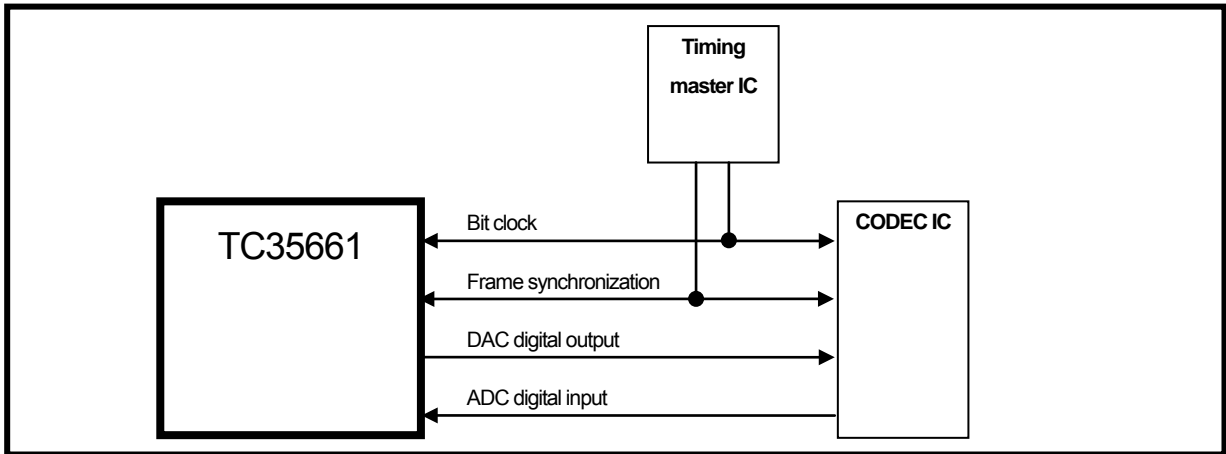 Timing
master IC
TC35661
Bit clock
CODEC IC
Frame synchronization
DAC digital output
ADC digital input